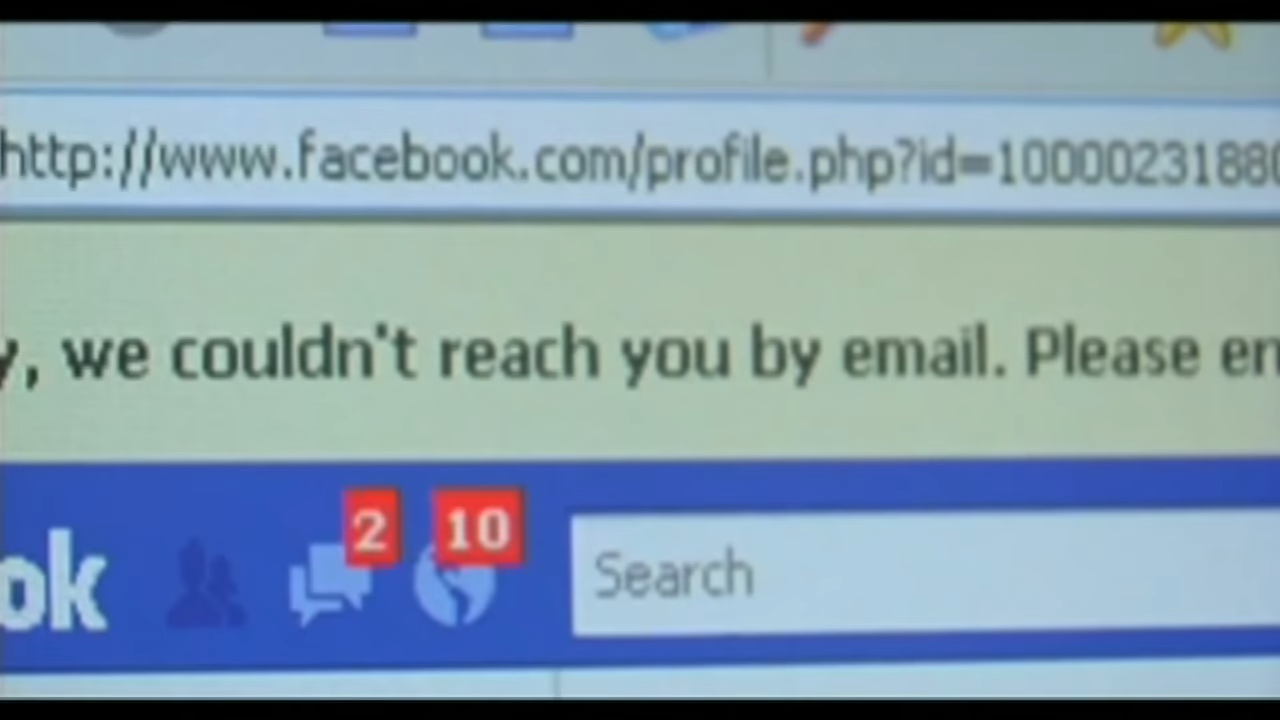 http://www.facebook.com/profile.php?id=10000231880
y, we couldn't reach you by email. Please en
ok
2
10
Search